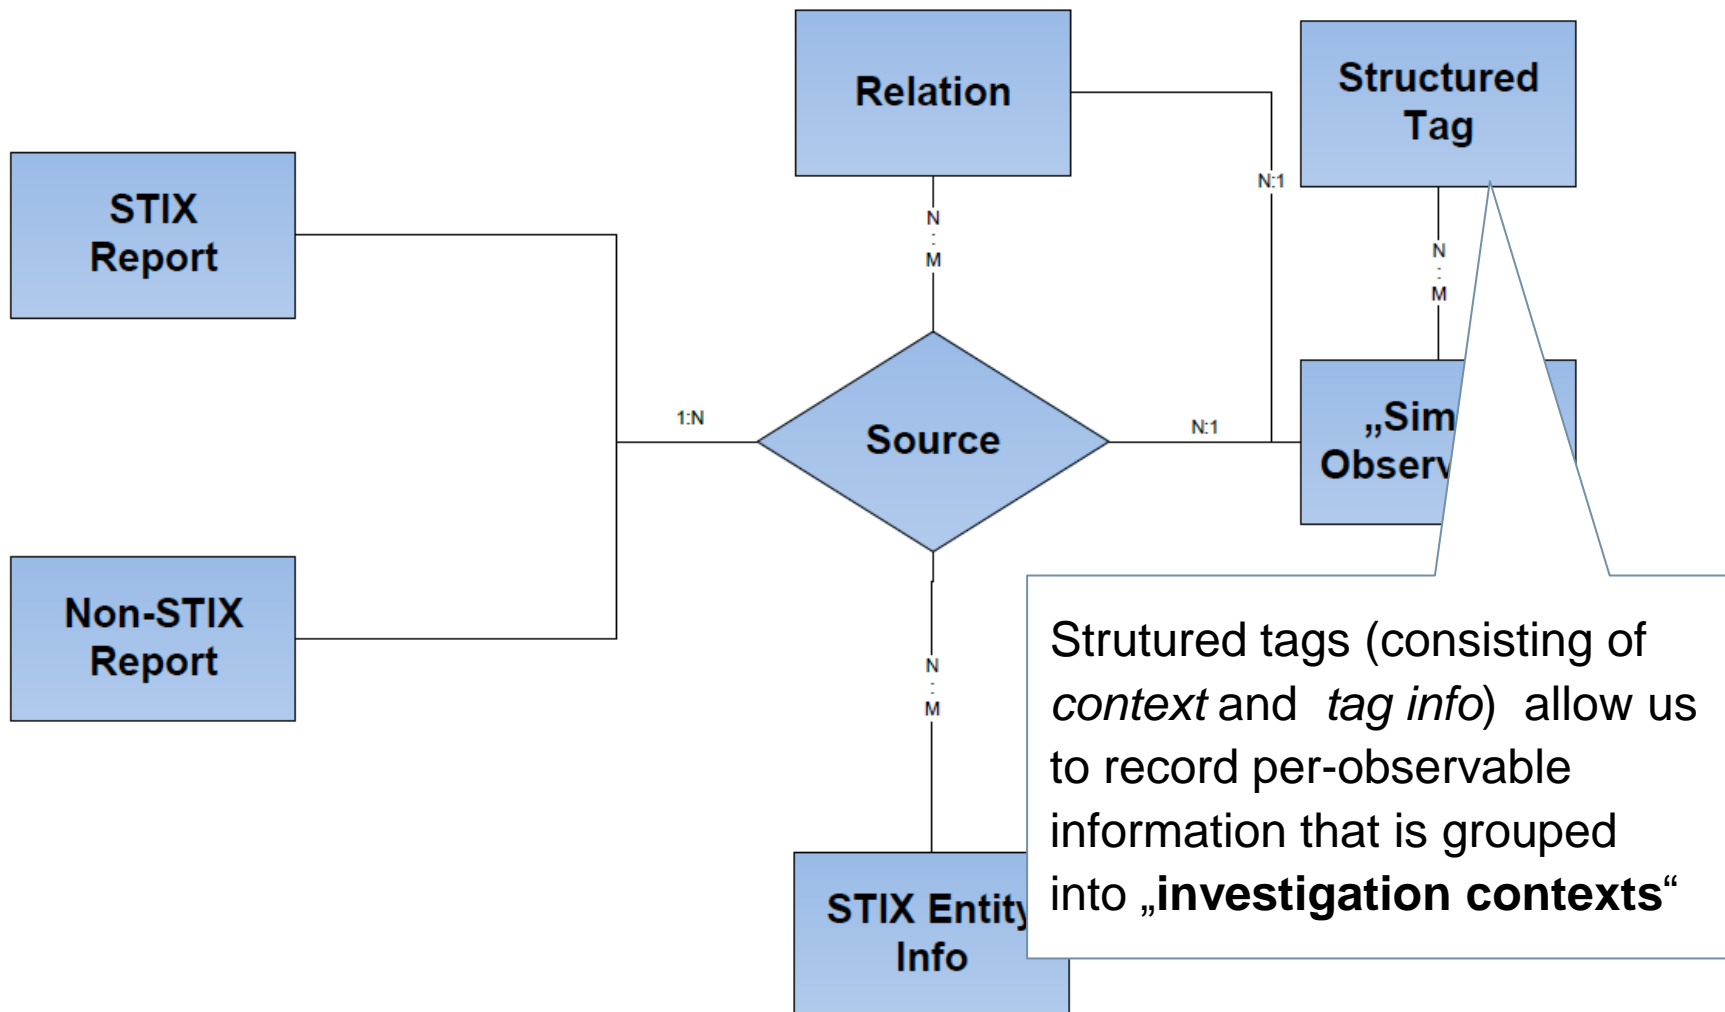 Relation
Structured
Tag
STIX
Report
N:1
N
:
M
N
:
M
1:N
Source
N:1
„Sim
Observ
Non-STIX
Report
N
:
M
Strutured tags (consisting of
context and tag info) allow us
to record per-observable
information that is grouped
into „investigation contexts“
STIX Entity
Info